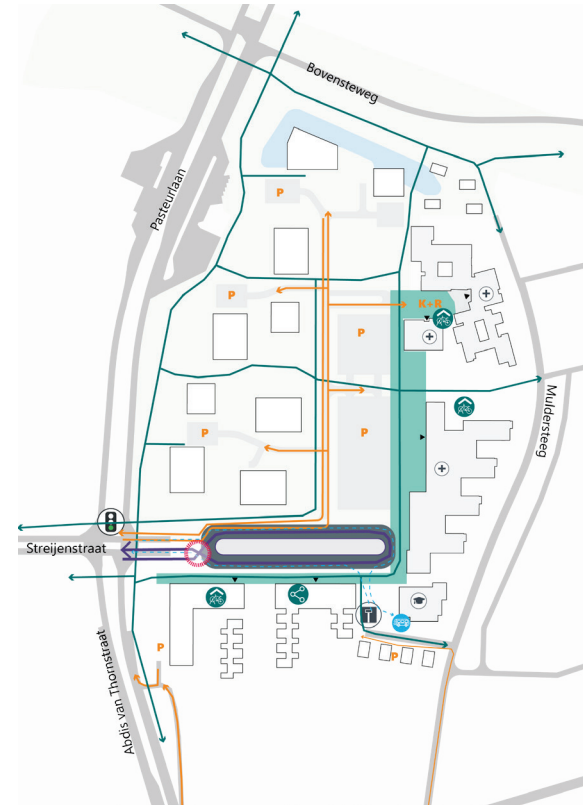 Bovensteweg
Pasteurlaan
P
P
K+R
P
P
Muldersteeg
Streijenstraat
P
P
Abdis van Thornstraat